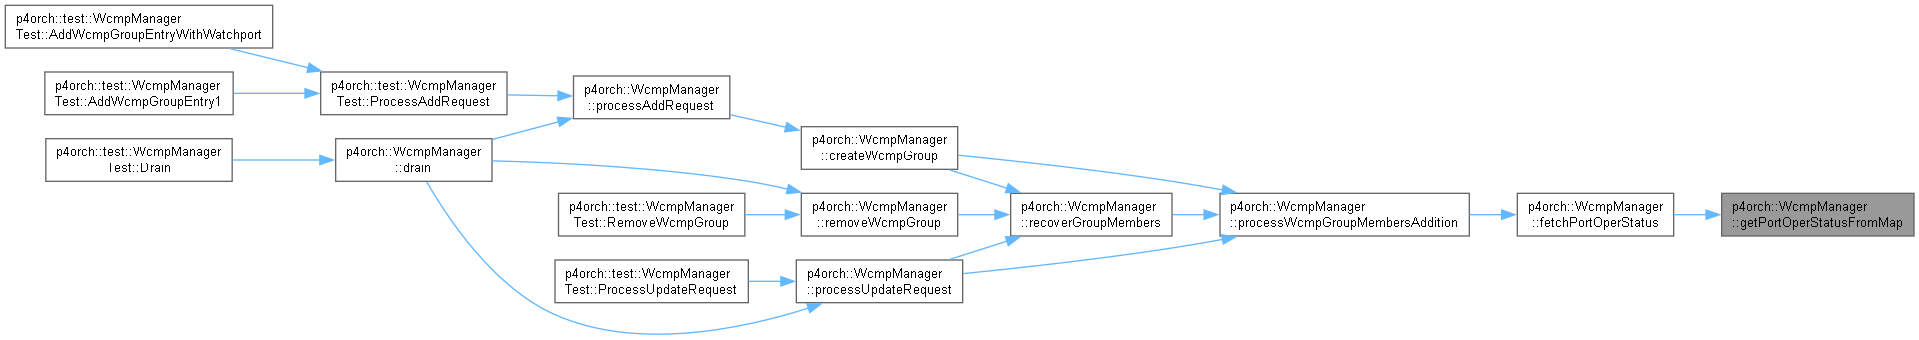 p4orch::test::WcmpManager
Test::AddWcmpGroupEntryWithWatchport
p4orch::test::WcmpManager
Test::AddWcmpGroupEntry1
p4orch::test::WcmpManager
Test::Drain
p4orch::test::WcmpManager
Test::ProcessAddRequest
p4orch::WcmpManager
::drain
p4orch::WcmpManager
::processAddRequest
p4orch::test::WcmpManager
Test::RemoveWcmpGroup
p4orch::test::WcmpManager
Test::ProcessUpdateRequest
p4orch::WcmpManager
::createWcmpGroup
p4orch::WcmpManager
::removeWcmpGroup
p4orch::WcmpManager
::processUpdateRequest
p4orch::WcmpManager
::recoverGroupMembers
p4orch::WcmpManager
::processWcmpGroupMembersAddition
p4orch::WcmpManager
::fetchPortOperStatus
p4orch::WcmpManager
::getPortOperStatusFromMap